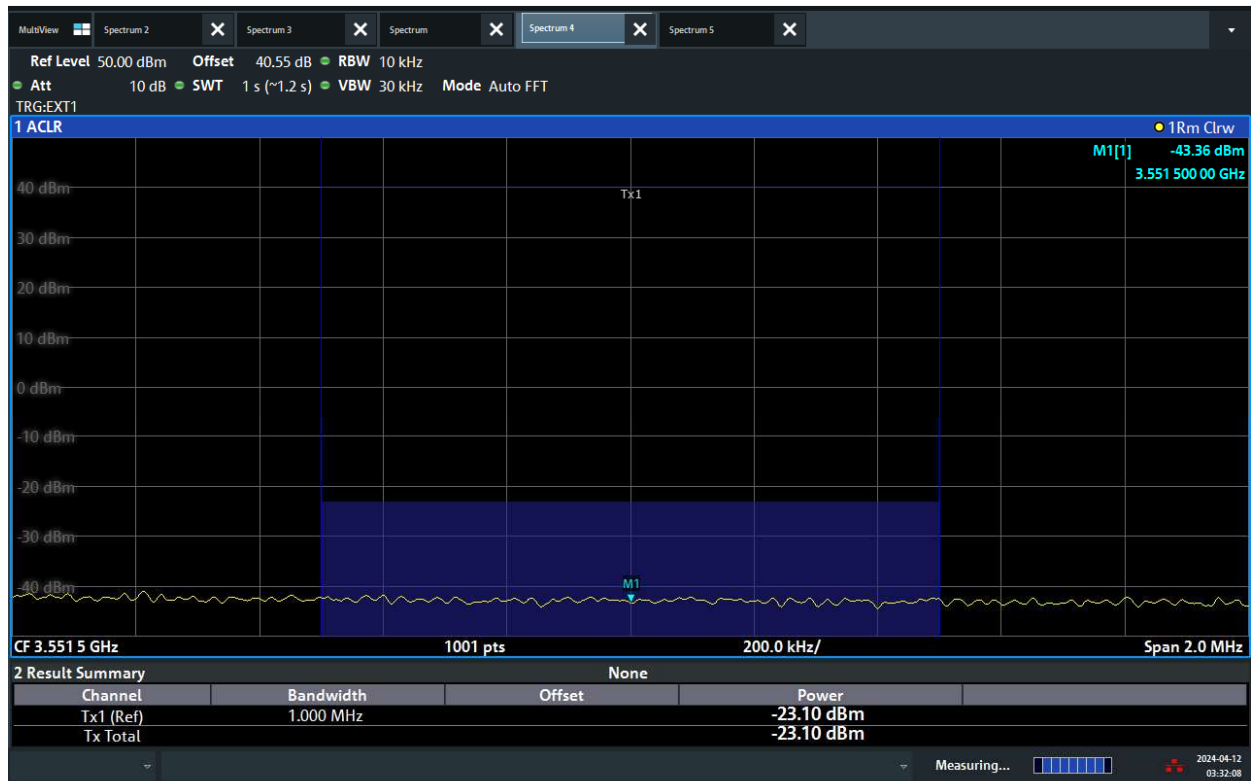 MultiView Spectrum 2 Spectrum 3 Spectrum Spectrum 4 Spectrum 5
Ref Level 50.00 dBm Offset 40.55 dB RBW 10 kHz
Att 10 dB SWT 1 s (~1.2 s) VBW 30 kHz Mode Auto FFT
TRG:EXT1
1 ACLR 1Rm Clrw
M1[1] -43.36 dBm
3.551 500 00 GHz
40 dBm
Tx1
30 dBm
20 dBm
10 dBm
0 dBm
-10 dBm
-20 dBm
-30 dBm
-40 dBm
M1
CF 3.551 5 GHz 1001 pts 200.0 kHz/ Span 2.0 MHz
2 Result Summary None
Channel Bandwidth Offset Power
Tx1 (Ref) 1.000 MHz -23.10 dBm
Tx Total -23.10 dBm
Measuring... 2024-04-12
03:32:08